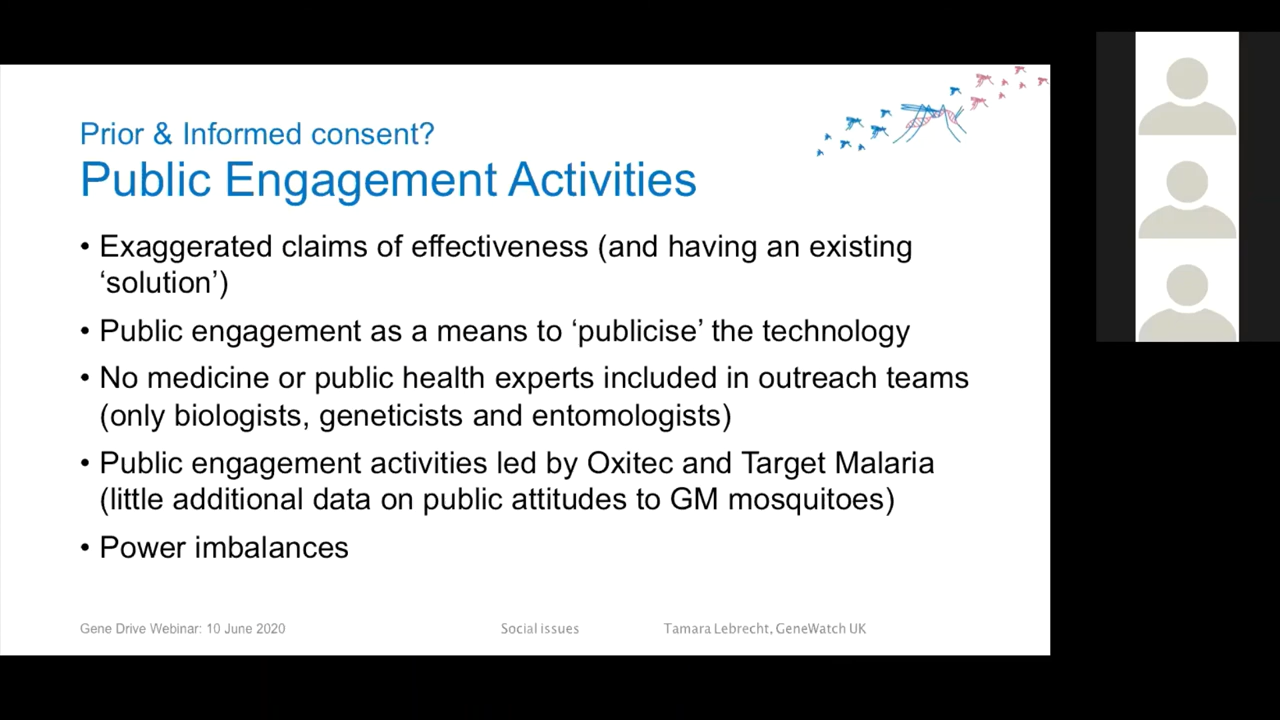 Prior & Informed consent?
Public Engagement Activities
• Exaggerated claims of effectiveness (and having an existing
‘solution’)
• Public engagement as a means to ‘publicise’ the technology
• No medicine or public health experts included in outreach teams
(only biologists, geneticists and entomologists)
• Public engagement activities led by Oxitec and Target Malaria
(little additional data on public attitudes to GM mosquitoes)
• Power imbalances
Gene Drive Webinar: 10 June 2020 Social issues Tamara Lebrecht, GeneWatch UK